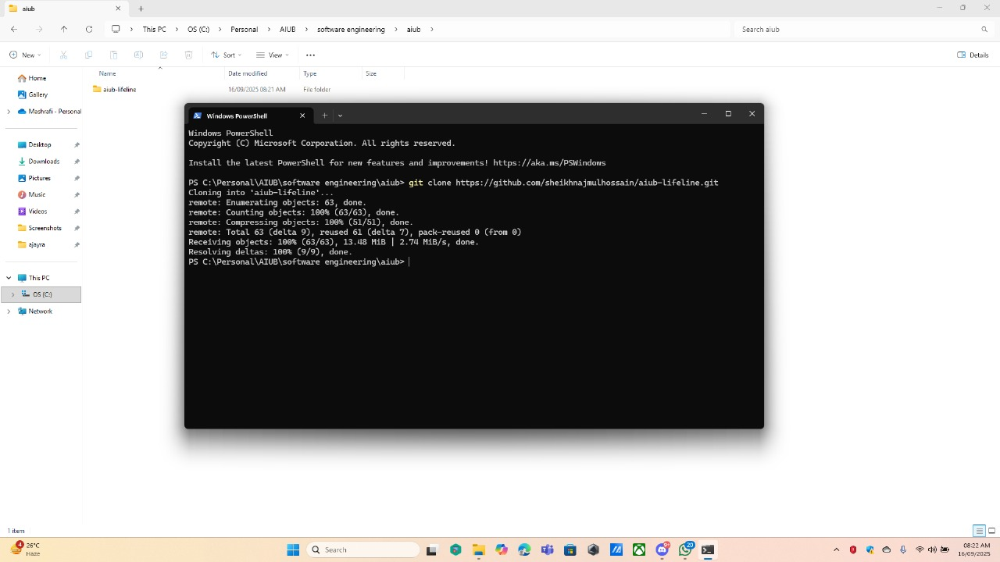 aiub
This PC > OS (C:) > Personal > AIUB > software engineering > aiub >
Search aiub
New
Sort
View
Details
Name
Date modified
Type
Size
Home
Gallery
Mashrafi - Personal
Desktop
Downloads
Pictures
Music
Videos
Screenshots
ajayra
This PC
OS (C:)
Network
aiub-lifeline 16/09/2025 08:21 AM File folder
Windows PowerShell
Windows PowerShell
Copyright (C) Microsoft Corporation. All rights reserved.
Install the latest PowerShell for new features and improvements! https://aka.ms/PSWindows
PS C:\Personal\AIUB\software engineering\aiub> git clone https://github.com/sheikhnajmulhossain/aiub-lifeline.git
Cloning into 'aiub-lifeline'...
remote: Enumerating objects: 63, done.
remote: Counting objects: 100% (63/63), done.
remote: Compressing objects: 100% (51/51), done.
remote: Total 63 (delta 9), reused 61 (delta 7), pack-reused 0 (from 0)
Receiving objects: 100% (63/63), 13.48 MiB | 2.74 MiB/s, done.
Resolving deltas: 100% (9/9), done.
PS C:\Personal\AIUB\software engineering\aiub>
1 item
4
26°C
Haze
Search
9+
20
08:22 AM
16/09/2025